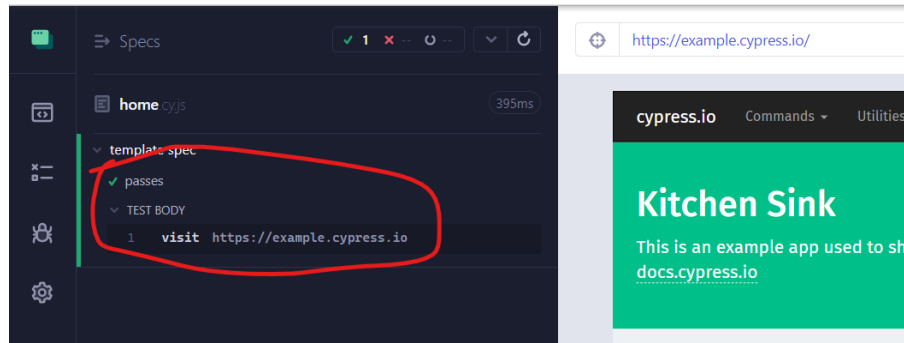 Specs
1 -- --
https://example.cypress.io/
home.cy.js
395ms
cypress.io Commands Utilities
template spec
passes
TEST BODY
1 visit https://example.cypress.io
Kitchen Sink
This is an example app used to sh
docs.cypress.io